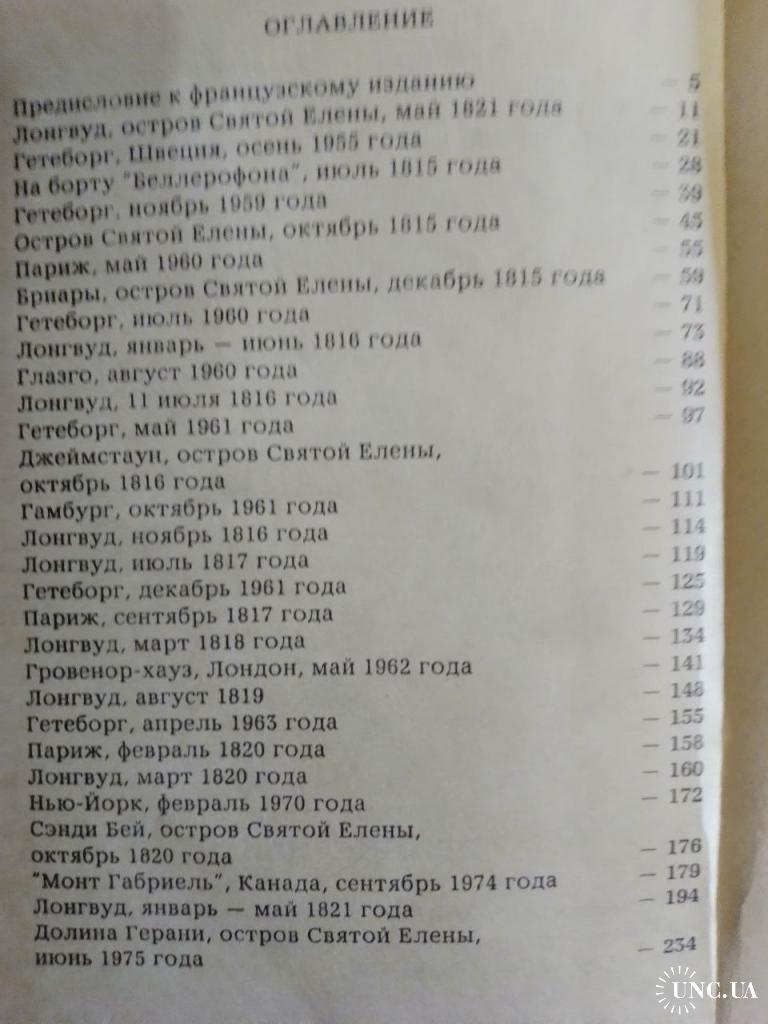 ОГЛАВЛЕНИЕ
Предисловие к французскому изданию – 5
Лонгвуд, остров Святой Елены, май 1821 года – 11
Гетеборг, Швеция, осень 1955 года – 21
На борту "Беллерофона", июль 1815 года – 28
Гетеборг, ноябрь 1959 года – 39
Остров Святой Елены, октябрь 1815 года – 45
Париж, май 1960 года – 55
Бриары, остров Святой Елены, декабрь 1815 года – 59
Гетеборг, июль 1960 года – 71
Лонгвуд, январь — июнь 1816 года – 73
Глазго, август 1960 года – 88
Лонгвуд, 11 июля 1816 года – 92
Гетеборг, май 1961 года – 97
Джеймстаун, остров Святой Елены,
октябрь 1816 года – 101
Гамбург, октябрь 1961 года – 111
Лонгвуд, ноябрь 1816 года – 114
Лонгвуд, июль 1817 года – 119
Гетеборг, декабрь 1961 года – 125
Париж, сентябрь 1817 года – 129
Лонгвуд, март 1818 года – 134
Гровенор-хауз, Лондон, май 1962 года – 141
Лонгвуд, август 1819 – 148
Гетеборг, апрель 1963 года – 155
Париж, февраль 1820 года – 158
Лонгвуд, март 1820 года – 160
Нью-Йорк, февраль 1970 года – 172
Сэнди Бей, остров Святой Елены,
октябрь 1820 года – 176
"Монт Габриель", Канада, сентябрь 1974 года – 179
Лонгвуд, январь — май 1821 года – 194
Долина Герани, остров Святой Елены,
июнь 1975 года – 234
UNC.UA